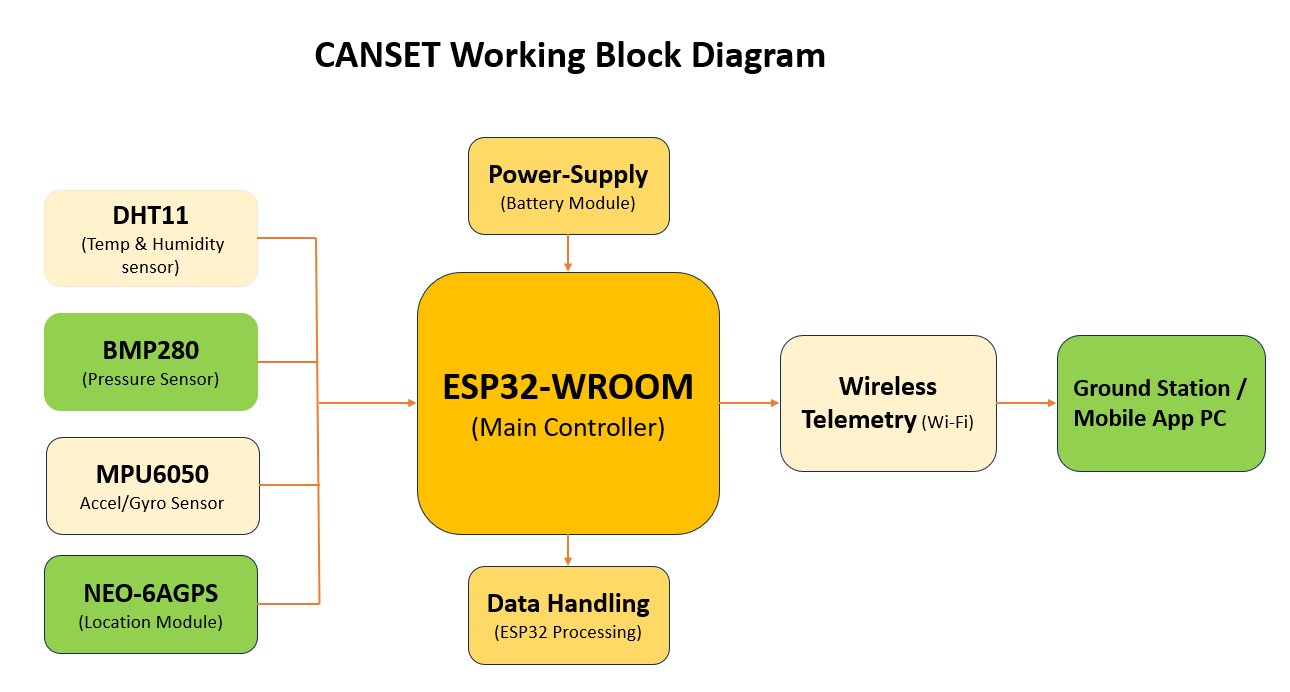 CANSET Working Block Diagram
Power-Supply
(Battery Module)
DHT11
(Temp & Humidity
sensor)
BMP280
(Pressure Sensor)
MPU6050
Accel/Gyro Sensor
NEO-6AGPS
(Location Module)
ESP32-WROOM
(Main Controller)
Data Handling
(ESP32 Processing)
Wireless
Telemetry (Wi-Fi)
Ground Station /
Mobile App PC